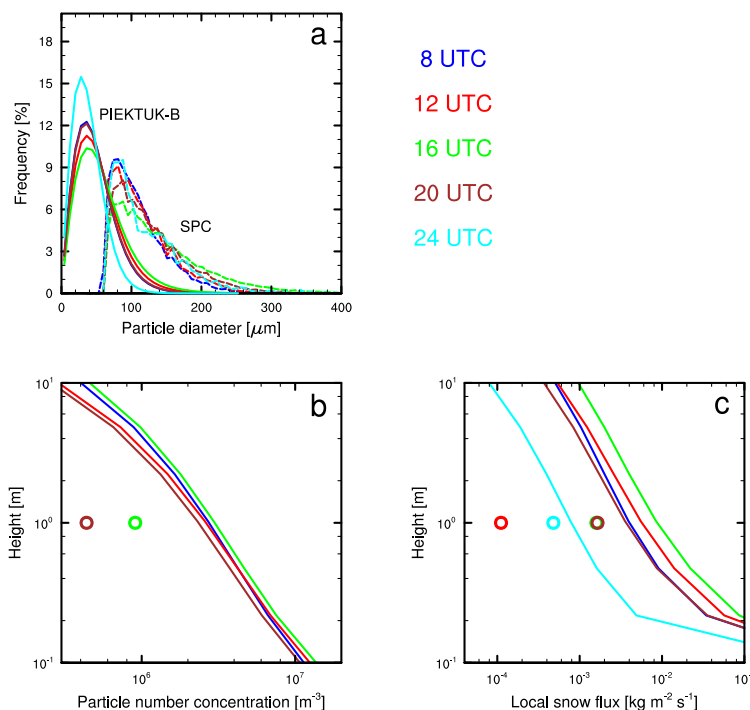 a
18
15
12
9
6
3
0
Frequency [%]
PIEKTUK-B
SPC
0 100 200 300 400
Particle diameter [μm]
8 UTC
12 UTC
16 UTC
20 UTC
24 UTC
b
10¹
10⁰
10⁻¹
Height [m]
10⁶ 10⁷
Particle number concentration [m⁻³]
c
10¹
10⁰
10⁻¹
Height [m]
10⁻⁴ 10⁻³ 10⁻² 10⁻¹
Local snow flux [kg m⁻² s⁻¹]